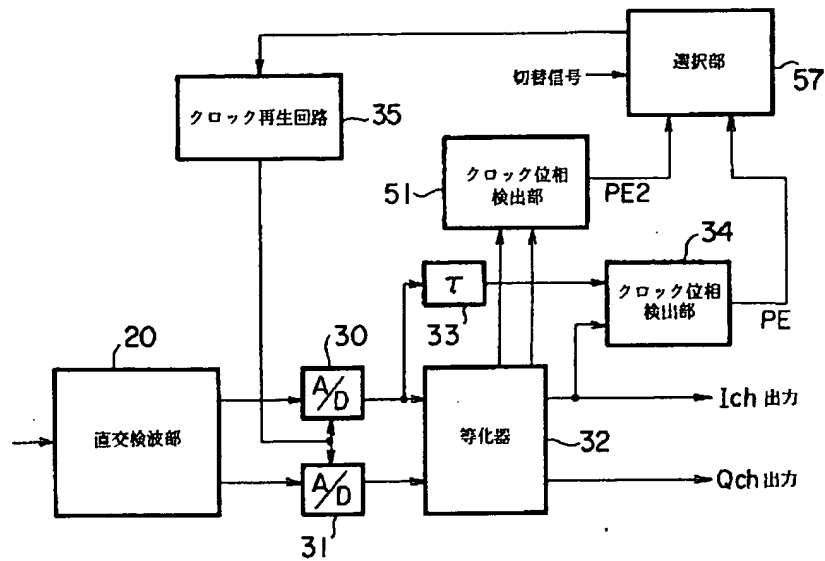 選択部
57
切替信号
クロック再生回路
35
クロック位相
検出部
51
PE2
34
τ
33
クロック位相
検出部
PE
20
30
A/D
直交検波部
等化器
32
Ich 出力
Qch 出力
A/D
31